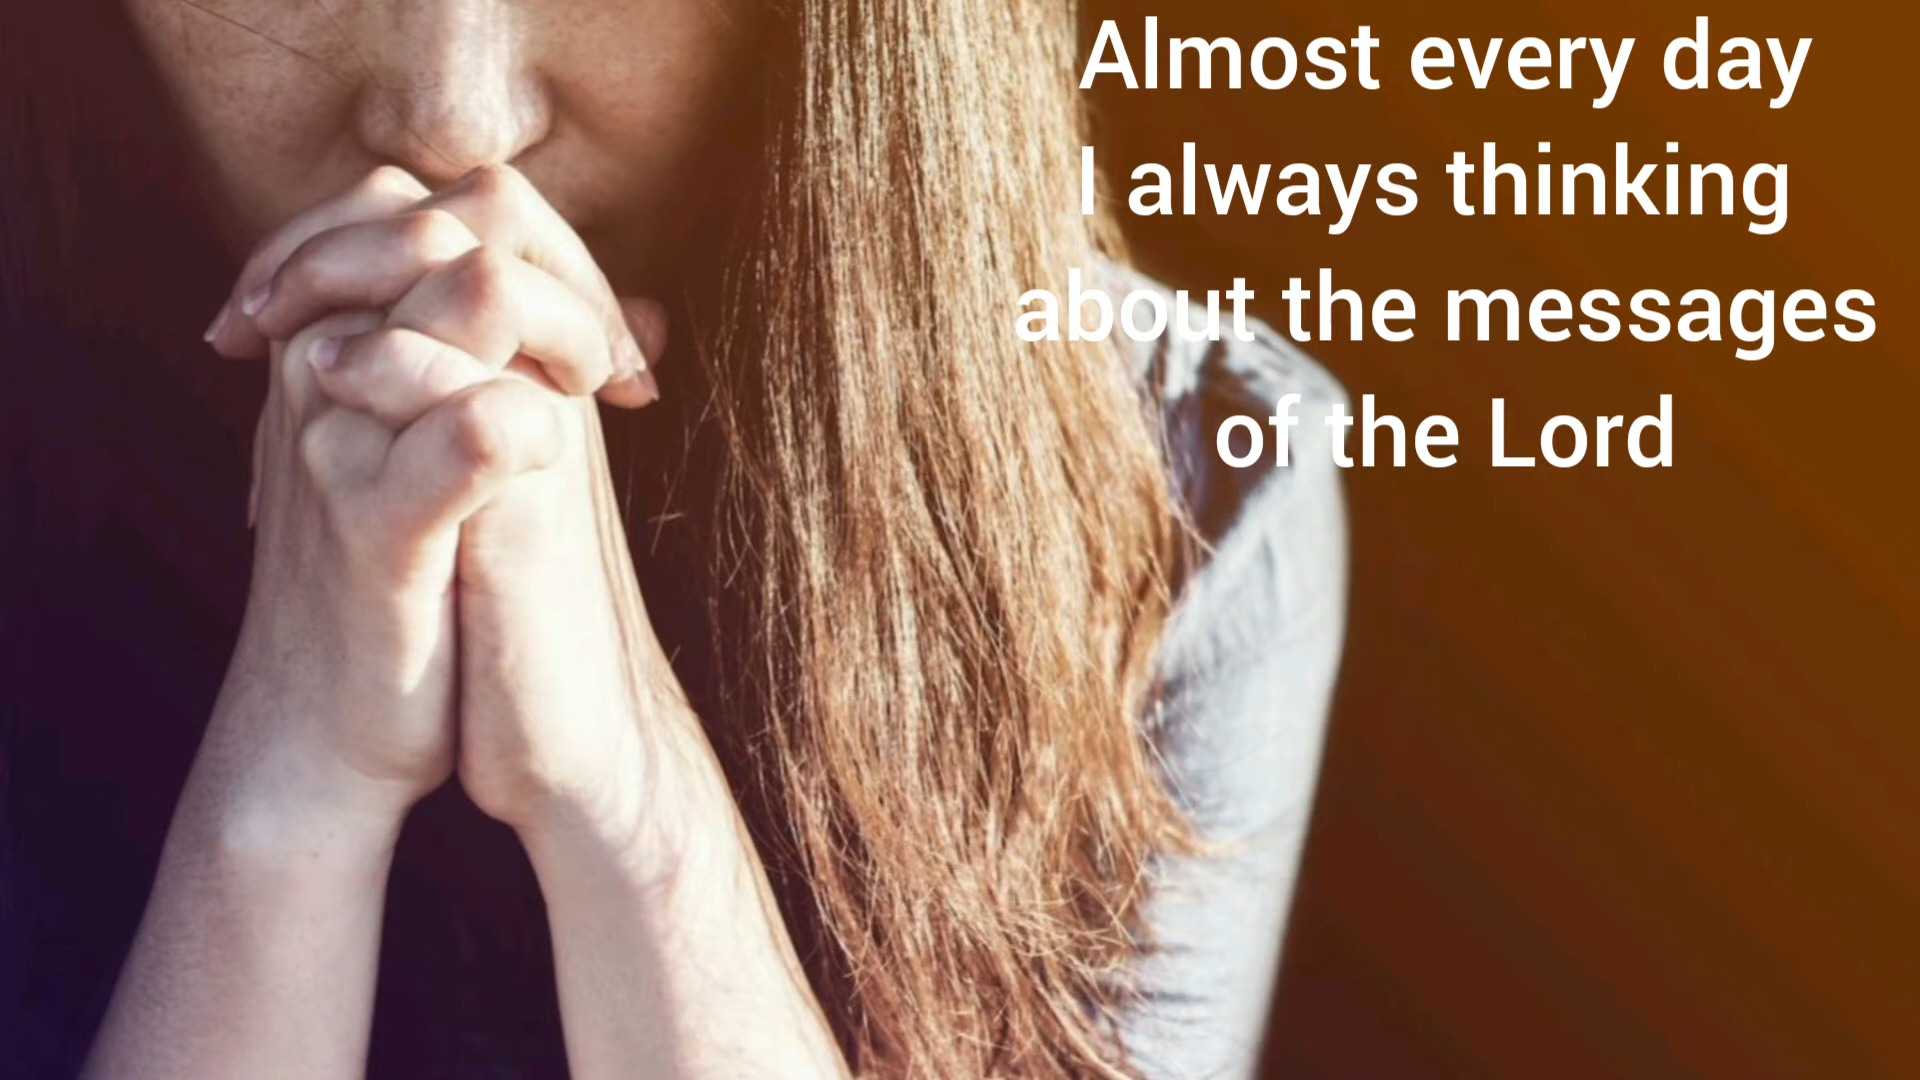 Almost every day
I always thinking
about the messages
of the Lord